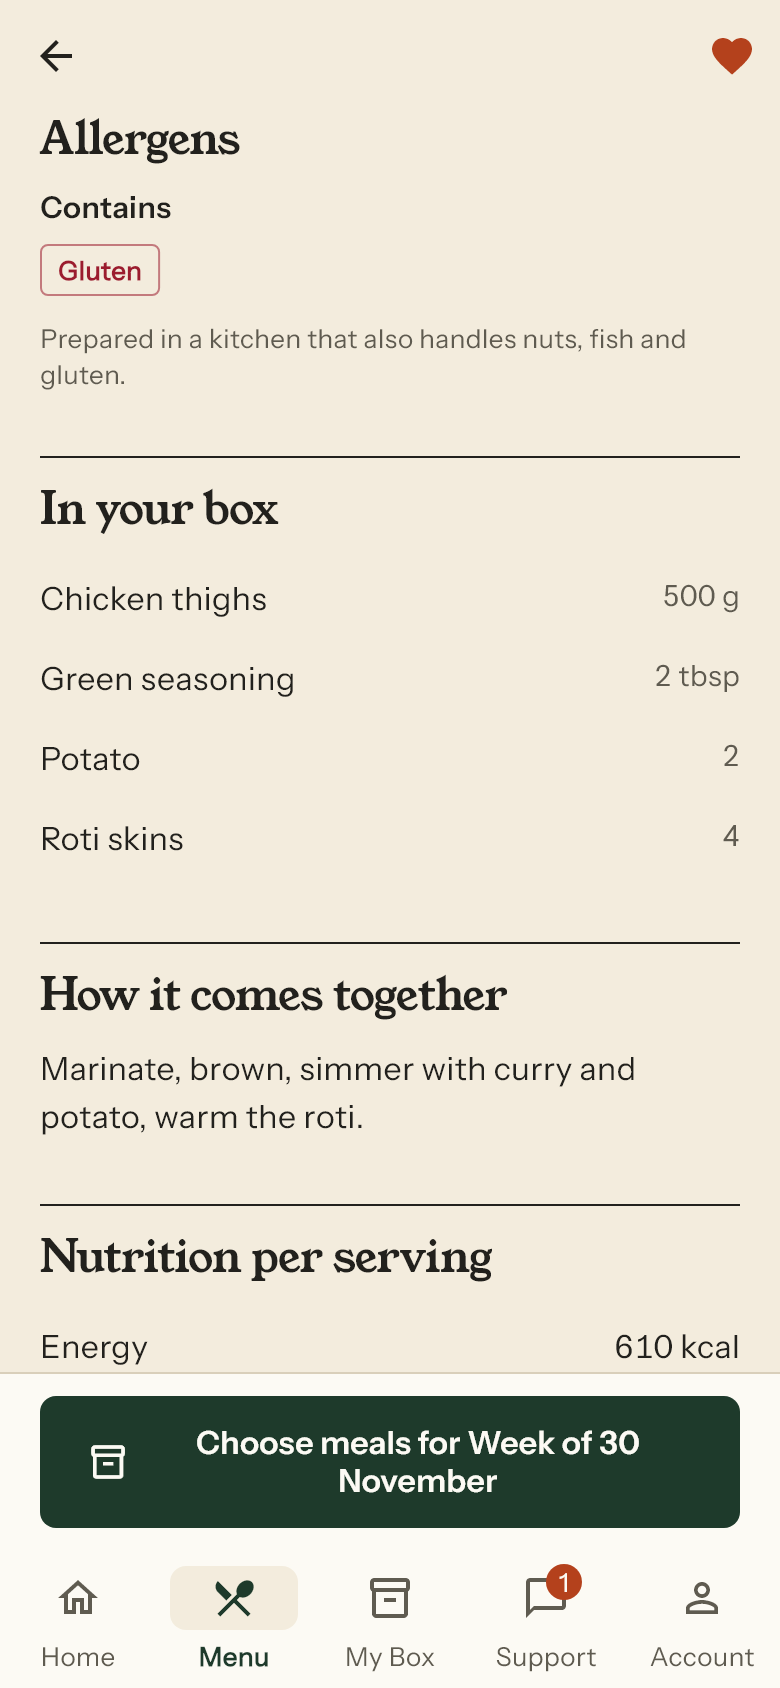 Allergens
Contains
Gluten
Prepared in a kitchen that also handles nuts, fish and
gluten.
In your box
Chicken thighs 500 g
Green seasoning 2 tbsp
Potato 2
Roti skins 4
How it comes together
Marinate, brown, simmer with curry and
potato, warm the roti.
Nutrition per serving
Energy 610 kcal
Choose meals for Week of 30
November
1
Home Menu My Box Support Account